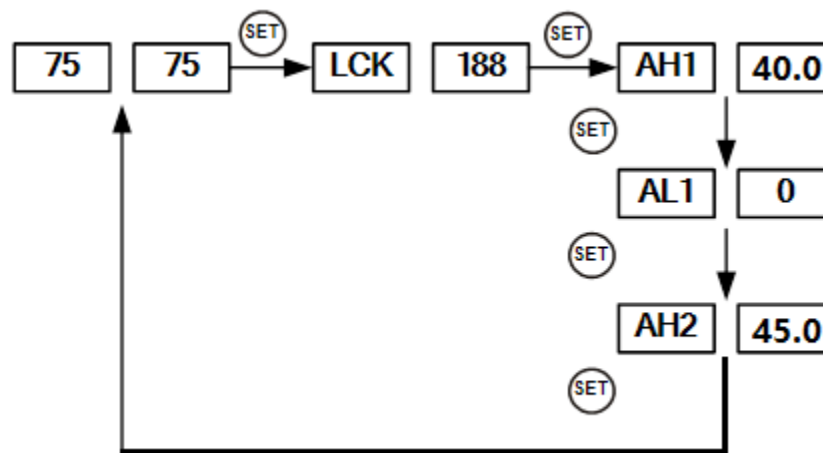 SET SET
75 75 LCK 188 AH1 40.0
SET
AL1 0
SET
AH2 45.0
SET